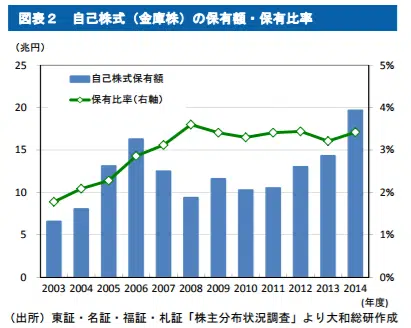 図表2 自己株式(金庫株)の保有額・保有比率
(兆円)
25 5%
自己株式保有額
保有比率(右軸)
20 4%
15 3%
10 2%
5 1%
0 0%
2003 2004 2005 2006 2007 2008 2009 2010 2011 2012 2013 2014
(年度)
(出所)東証・名証・福証・札証「株主分布状況調査」より大和総研作成